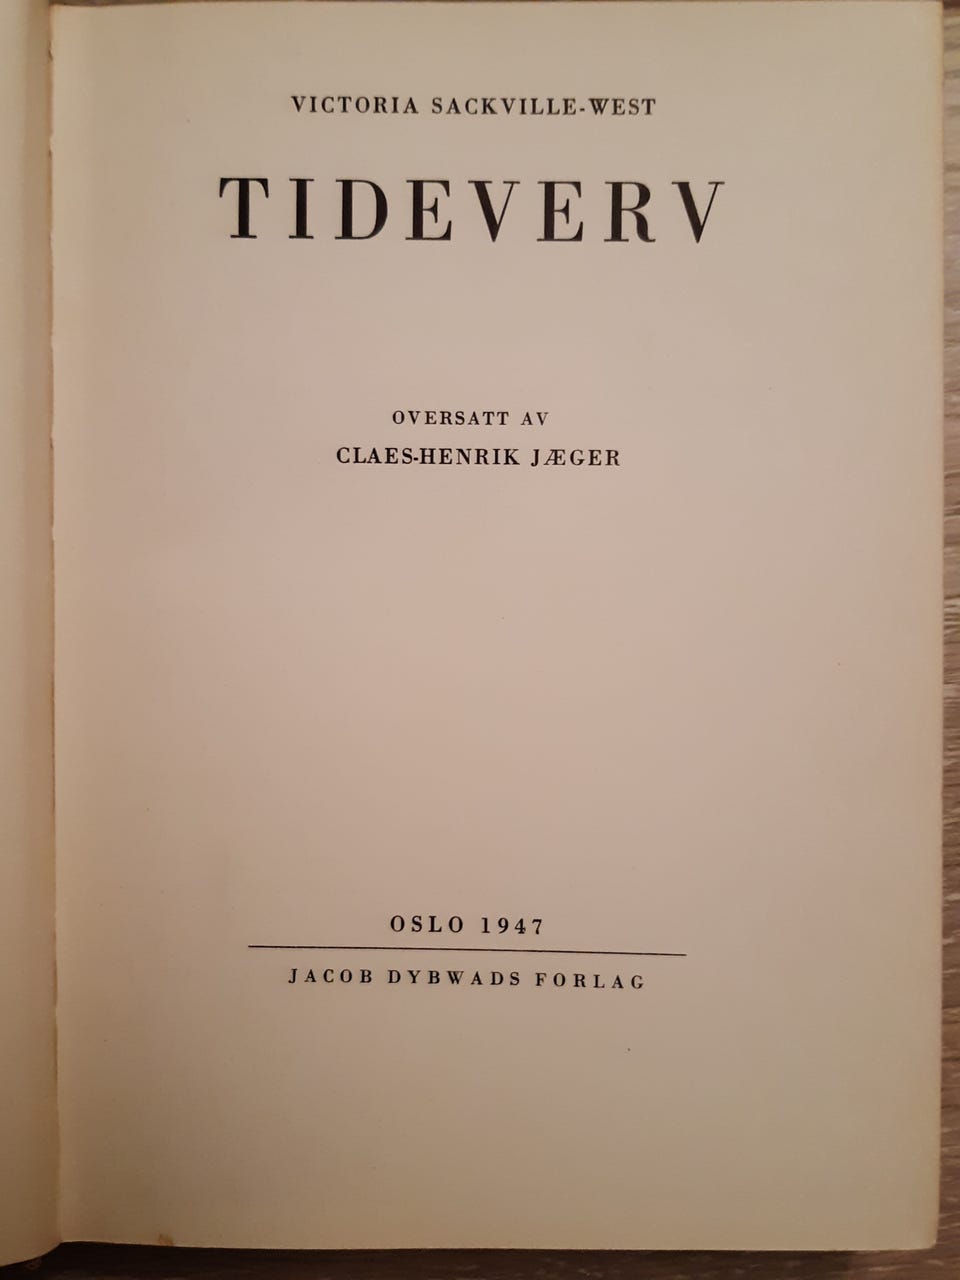 VICTORIA SACKVILLE-WEST
TIDEVERV
OVERSATT AV
CLAES-HENRIK JÆGER
OSLO 1947
JACOB DYBWADS FORLAG